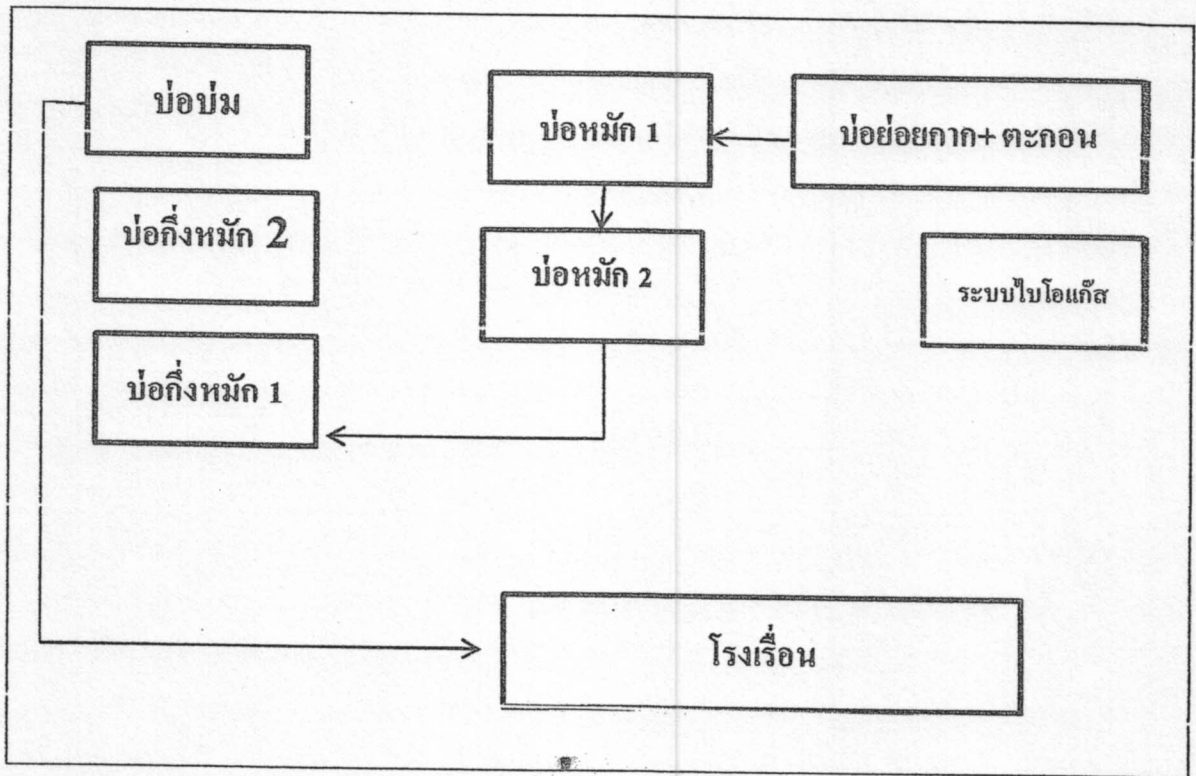 บ่อบ่ม
บ่อหมัก 1
บ่อย่อยกาก+ ตะกอน
บ่อกึ่งหมัก 2
บ่อหมัก 2
ระบบไบโอแก๊ส
บ่อกึ่งหมัก 1
โรงเรื่อน